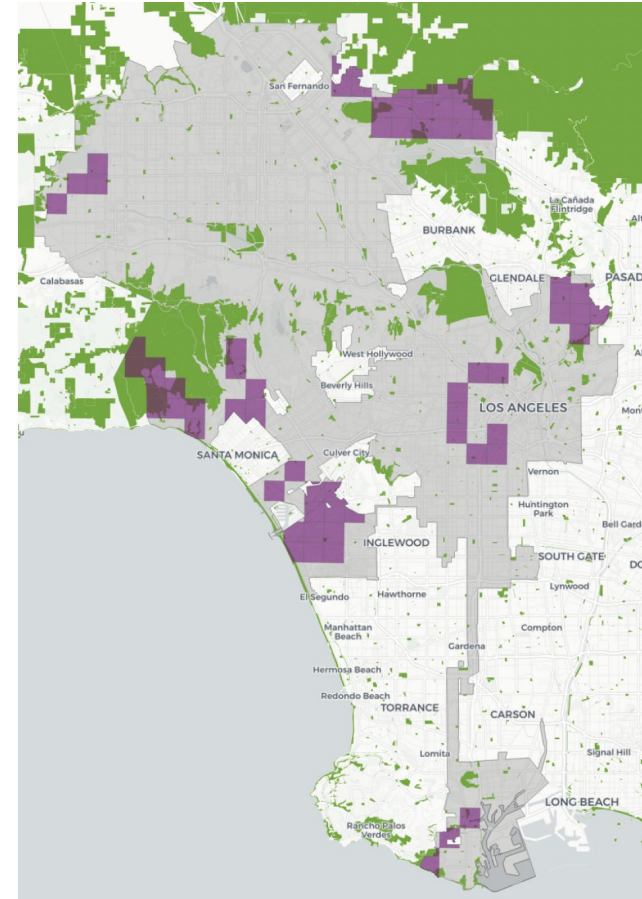 San Fernando
La Cañada
Flintridge
BURBANK
GLENDALE
PASAD
Calabasas
West Hollywood
Beverly Hills
LOS ANGELES
Mont
SANTA MONICA
Culver City
Vernon
Huntington
Park
Bell Gard
INGLEWOOD
SOUTH GATE
El Segundo
Hawthorne
Lynwood
Manhattan
Beach
Compton
Gardena
Hermosa Beach
Redondo Beach
TORRANCE
CARSON
Lomita
Signal Hill
LONG BEACH
Rancho Palos
Verdes